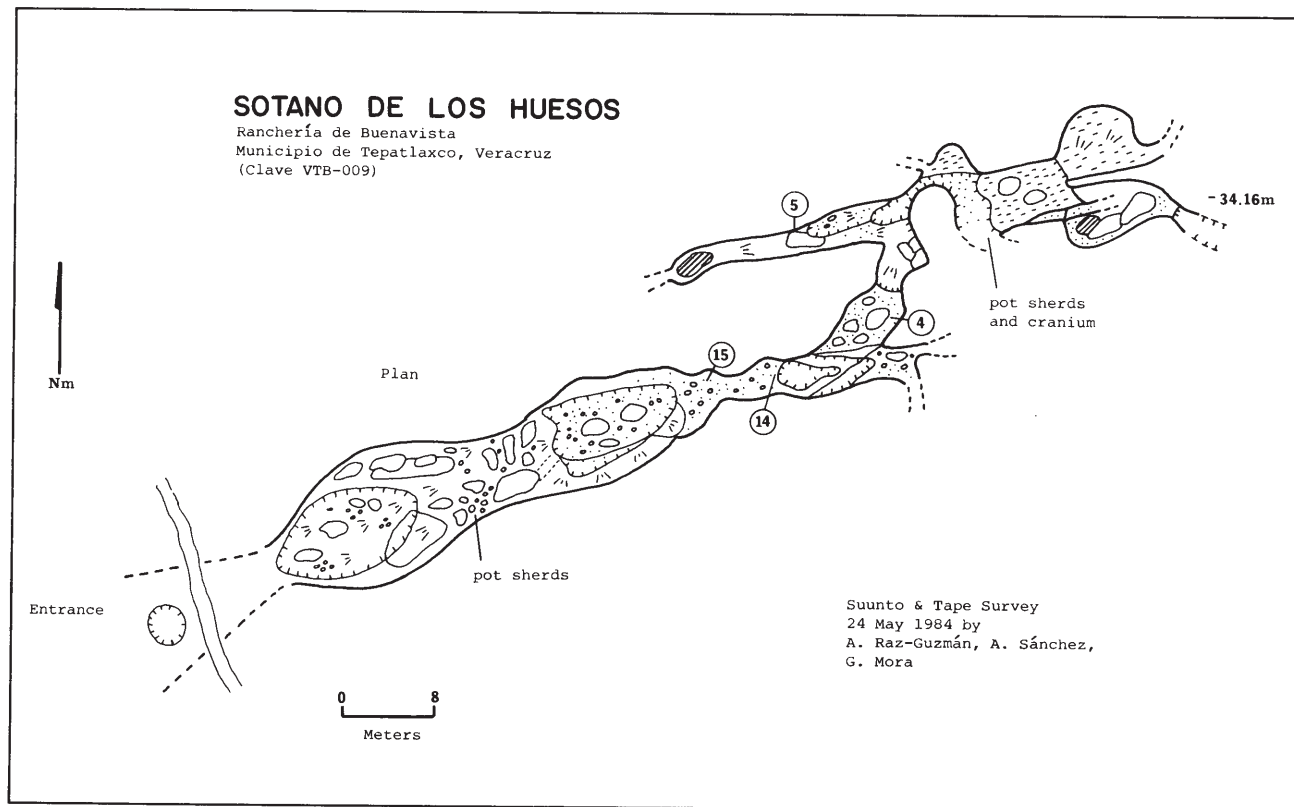 SOTANO DE LOS HUESOS
Ranchería de Buenavista
Municipio de Tepatlaxco, Veracruz
(Clave VTB-009)
5
-34.16m
pot sherds
and cranium
4
Nm
Plan
15
14
pot sherds
Entrance
Suunto & Tape Survey
24 May 1984 by
A. Raz-Guzmán, A. Sánchez,
G. Mora
0 8
Meters